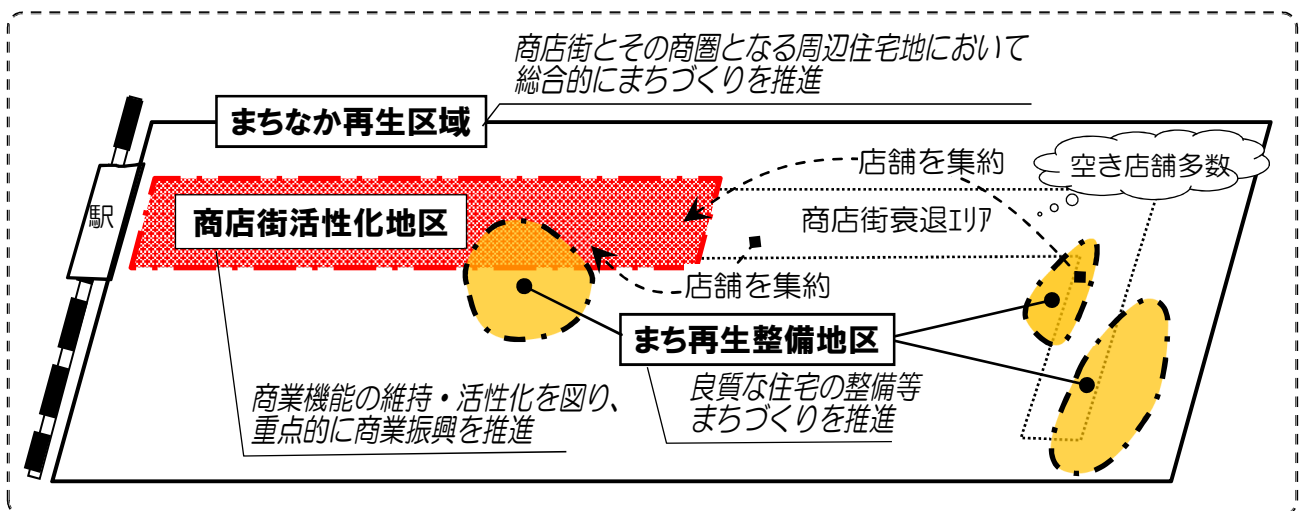 商店街とその商圏となる周辺住宅地において
総合的にまちづくりを推進
まちなか再生区域
店舗を集約
空き店舗多数
駅
商店街活性化地区
商店街衰退ｴﾘｱ
店舗を集約
まち再生整備地区
商業機能の維持・活性化を図り、
重点的に商業振興を推進
良質な住宅の整備等
まちづくりを推進